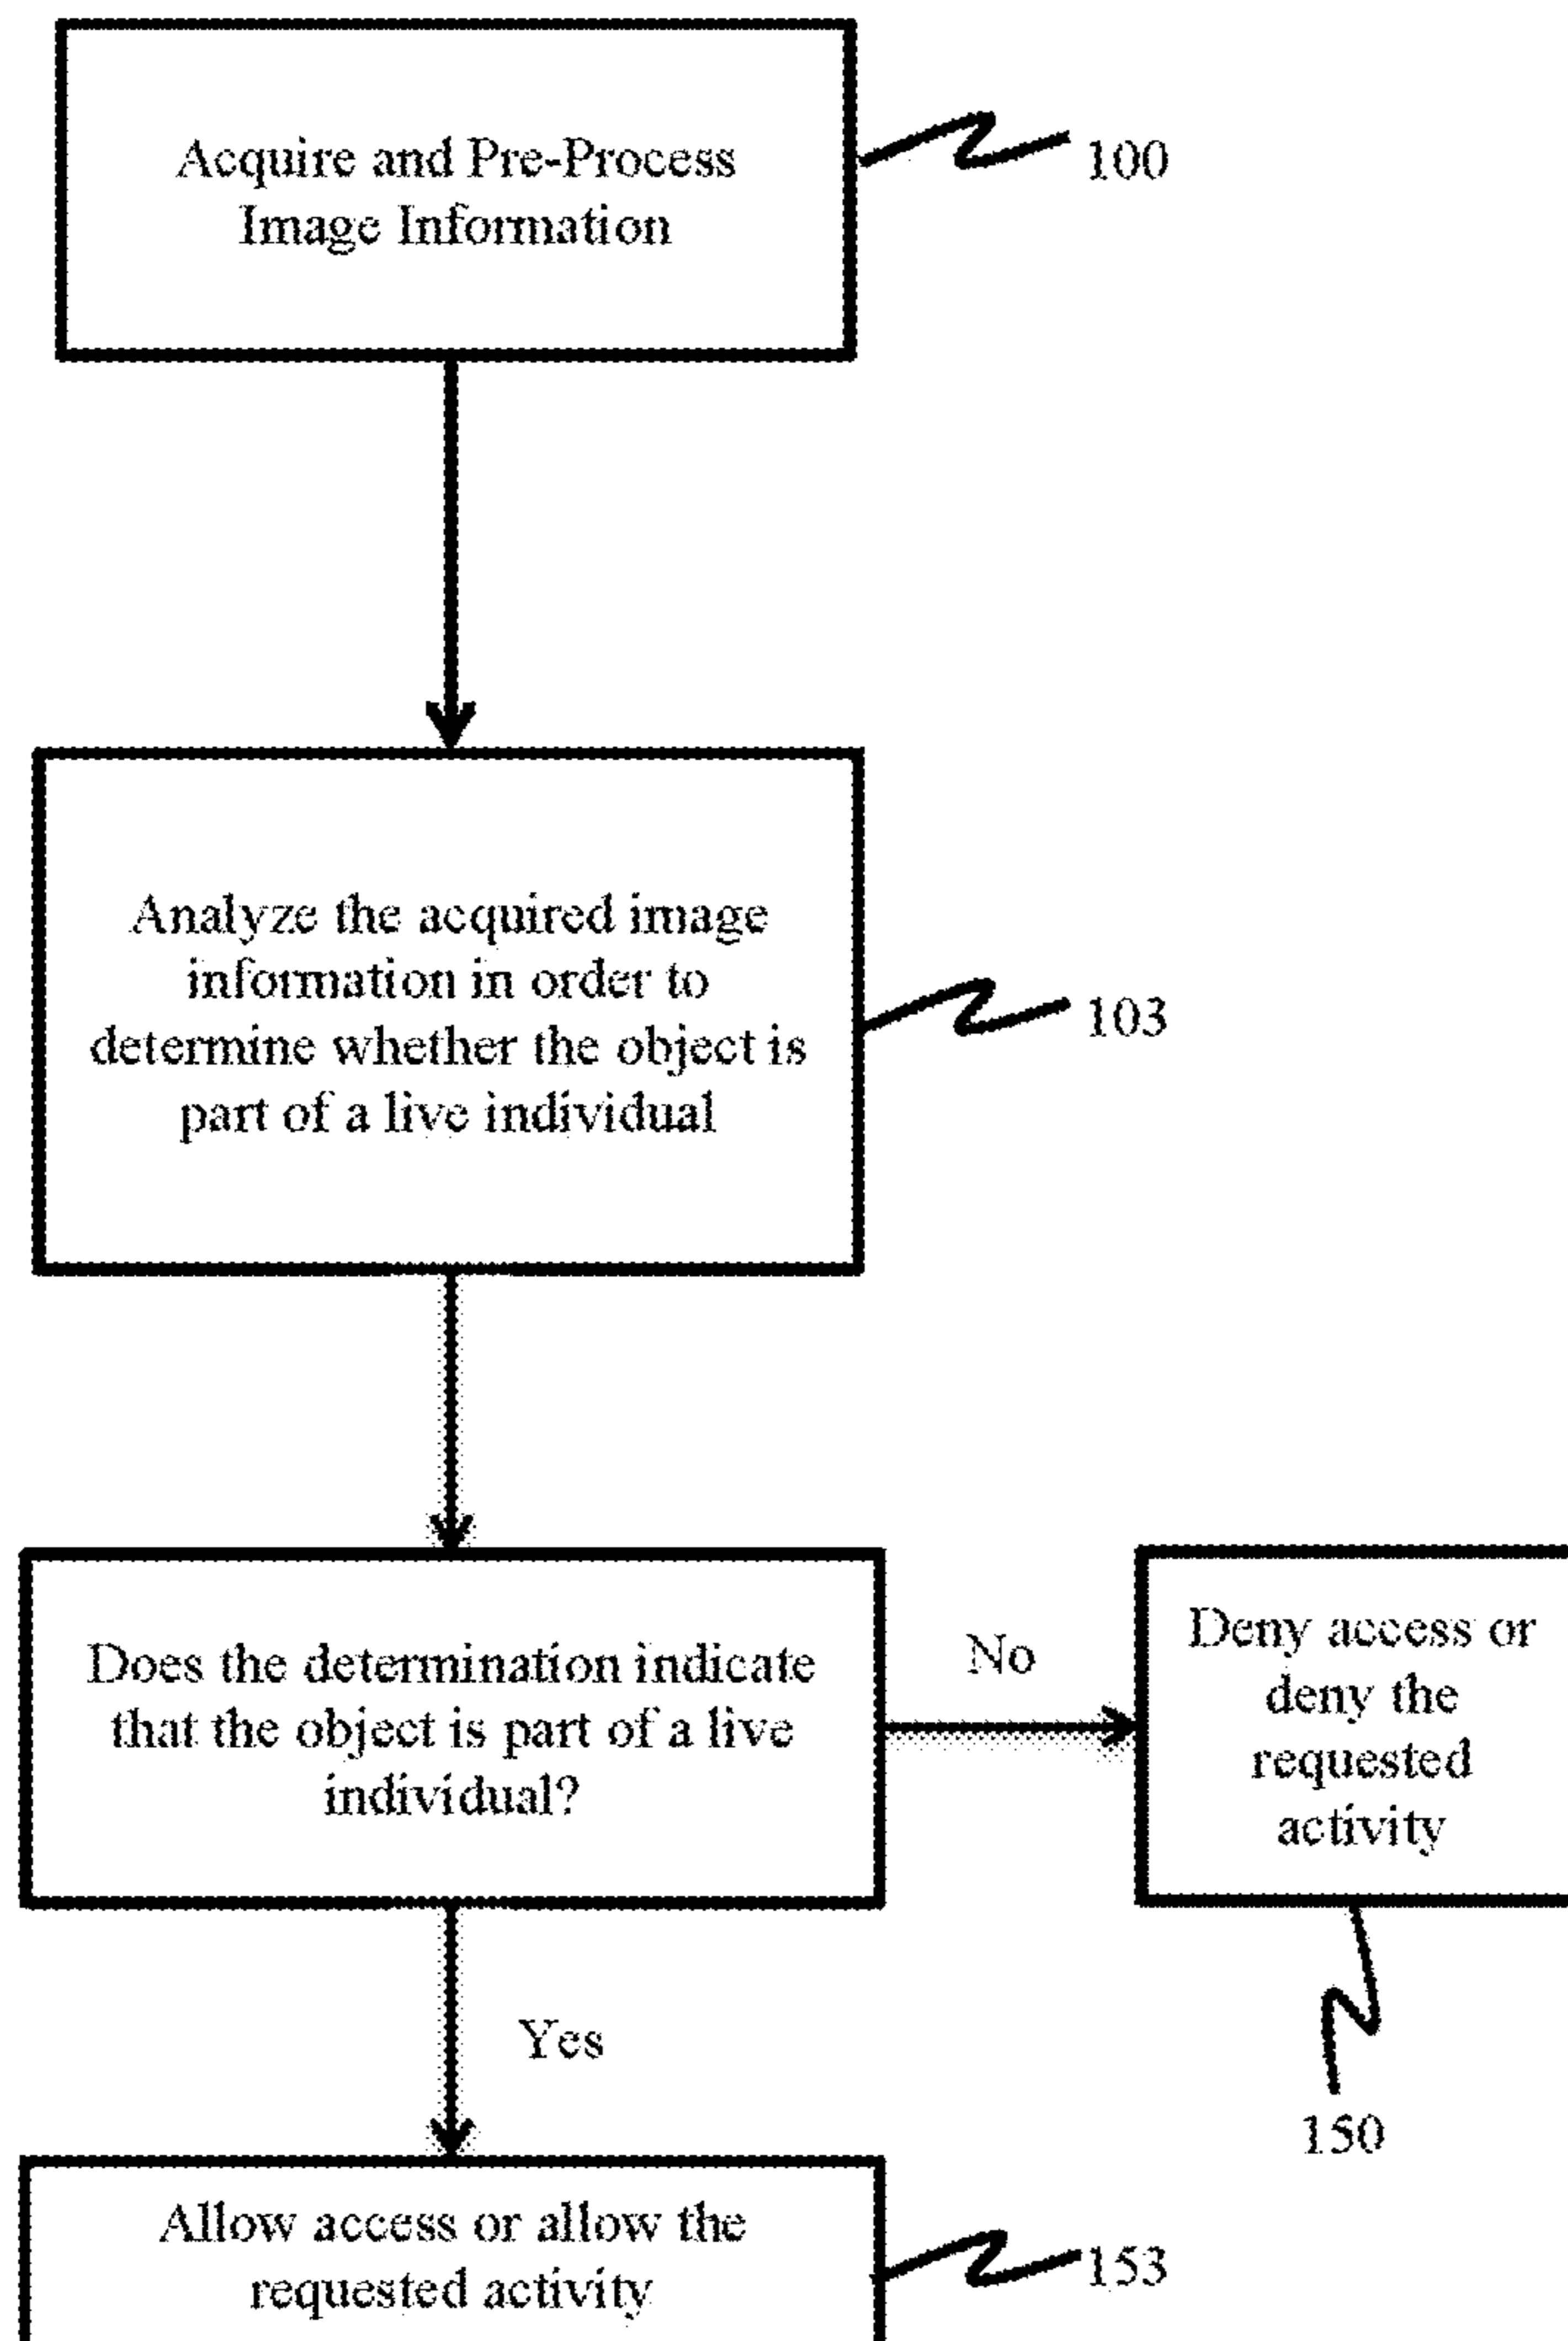 Acquire and Pre-Process
Image Information
100
Analyze the acquired image
information in order to
determine whether the object is
part of a live individual
103
Does the determination indicate
that the object is part of a live
individual?
No
Deny access or
deny the
requested
activity
150
Yes
Allow access or allow the
requested activity
153